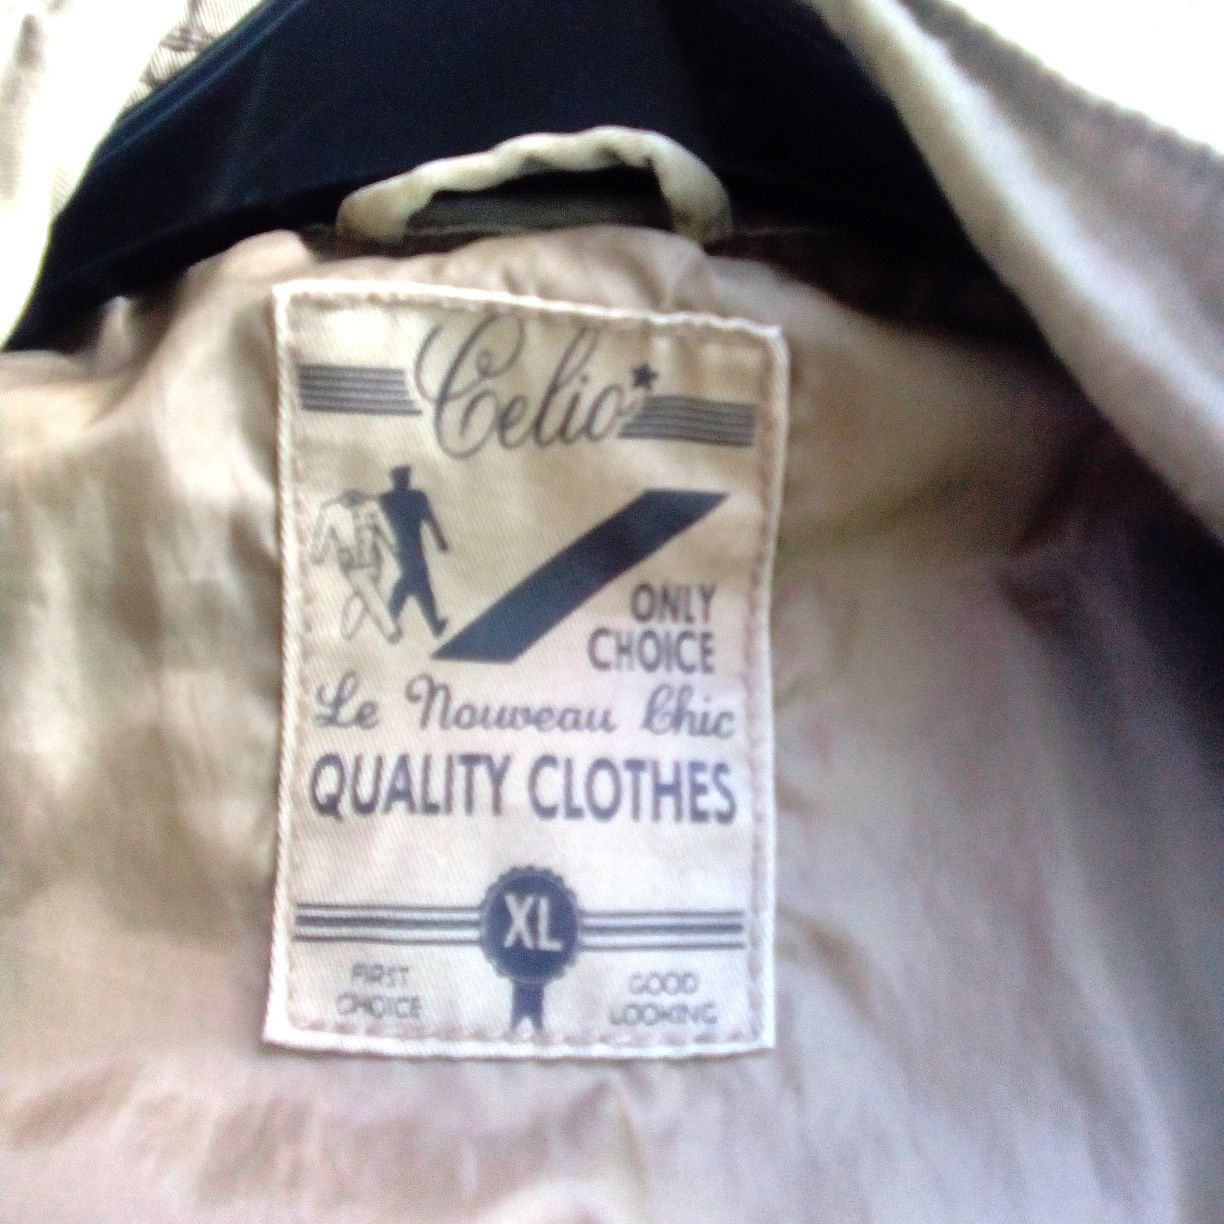 Celio*
ONLY
CHOICE
Le Nouveau Chic
QUALITY CLOTHES
XL
FIRST
CHOICE
GOOD
LOOKING